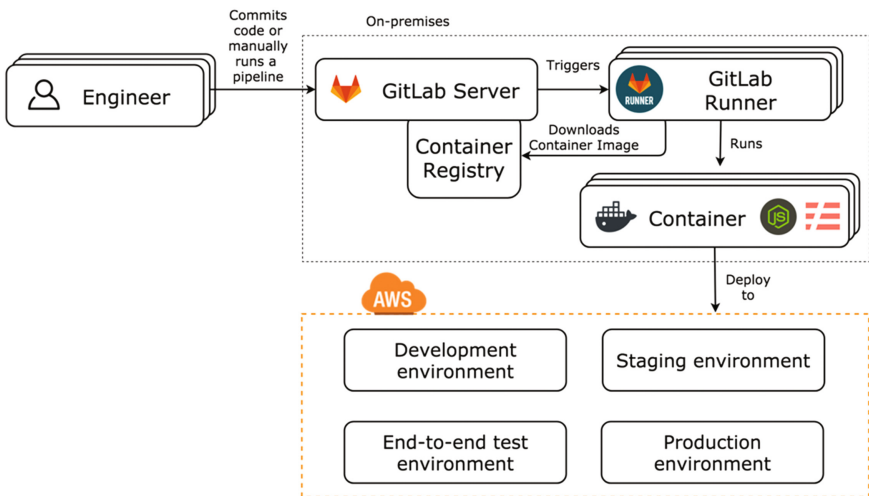 Commits
code or
manually
runs a
pipeline
On-premises
Engineer
GitLab Server
Triggers
RUNNER
GitLab
Runner
Container
Registry
Downloads
Container Image
Runs
Container
JS
Deploy
to
AWS
Development
environment
Staging environment
End-to-end test
environment
Production
environment